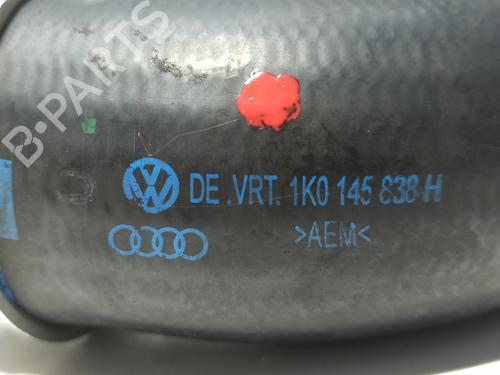 B-PARTS
DE .VRT 1K0 145 838 H
>AEM<